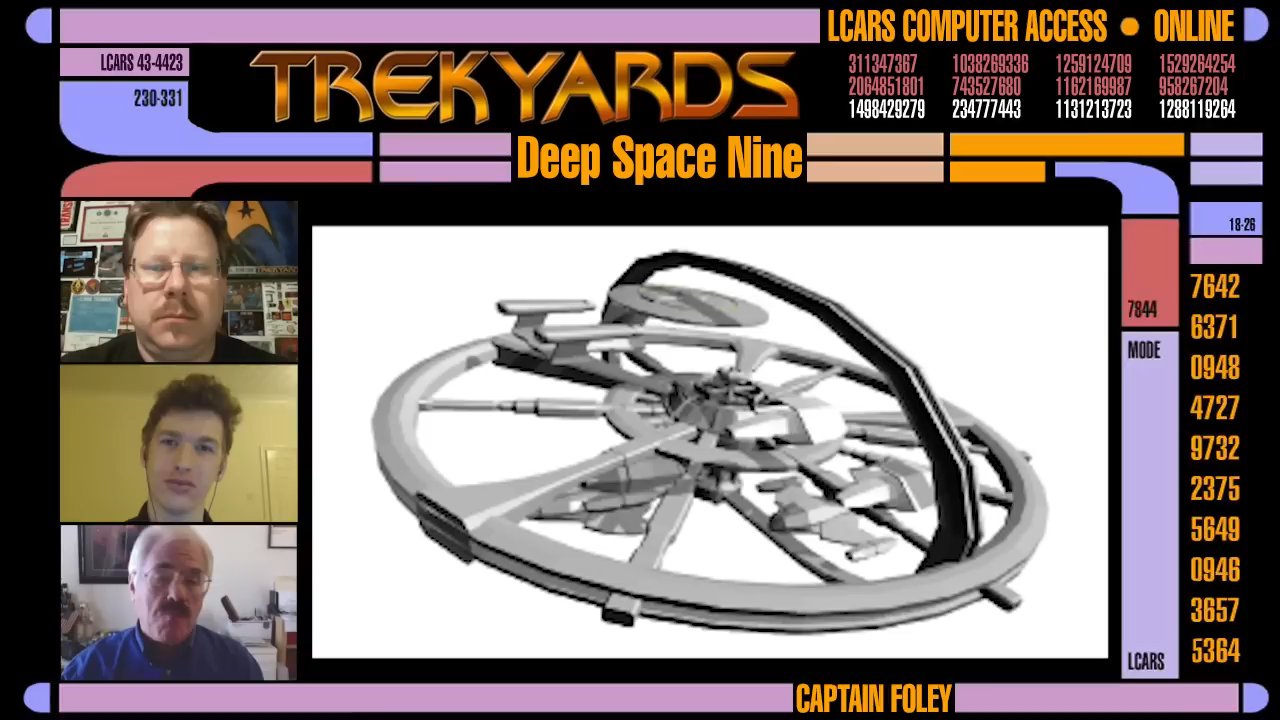 LCARS COMPUTER ACCESS • ONLINE
LCARS 43-4423
230-331
TREKYARDS
311347367 1038269336 1259124709 1529264254
2064851801 743527680 1162169987 958267204
1498429279 234777443 1131213723 1288119264
Deep Space Nine
18-26
7844
MODE
7642
6371
0948
4727
9732
2375
5649
0946
3657
5364
LCARS
CAPTAIN FOLEY